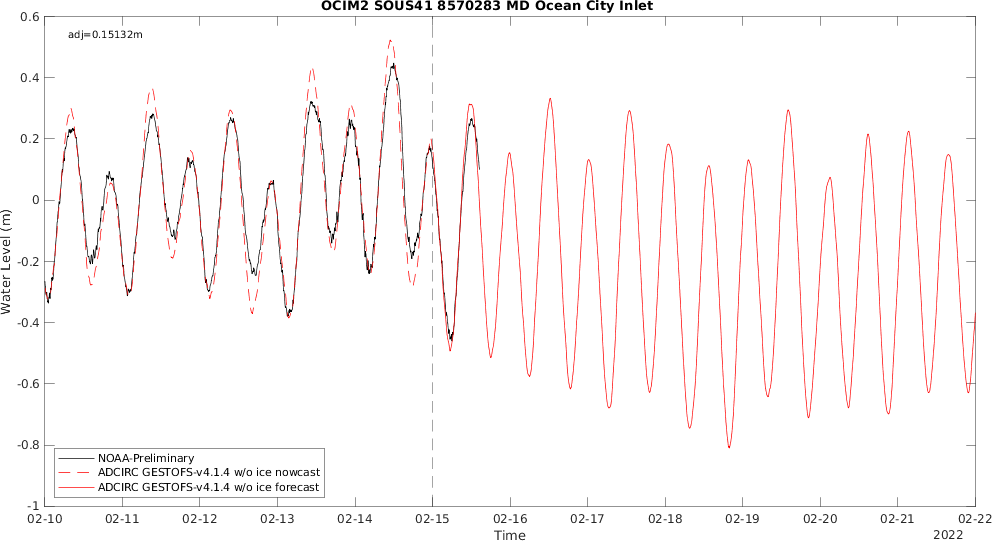 OCIM2 SOUS41 8570283 MD Ocean City Inlet
adj=0.15132m
0.6
0.4
0.2
0
-0.2
-0.4
-0.6
-0.8
-1
Water Level (m)
NOAA-Preliminary
ADCIRC GESTOFS-v4.1.4 w/o ice nowcast
ADCIRC GESTOFS-v4.1.4 w/o ice forecast
02-10 02-11 02-12 02-13 02-14 02-15 02-16 02-17 02-18 02-19 02-20 02-21 02-22
Time
2022